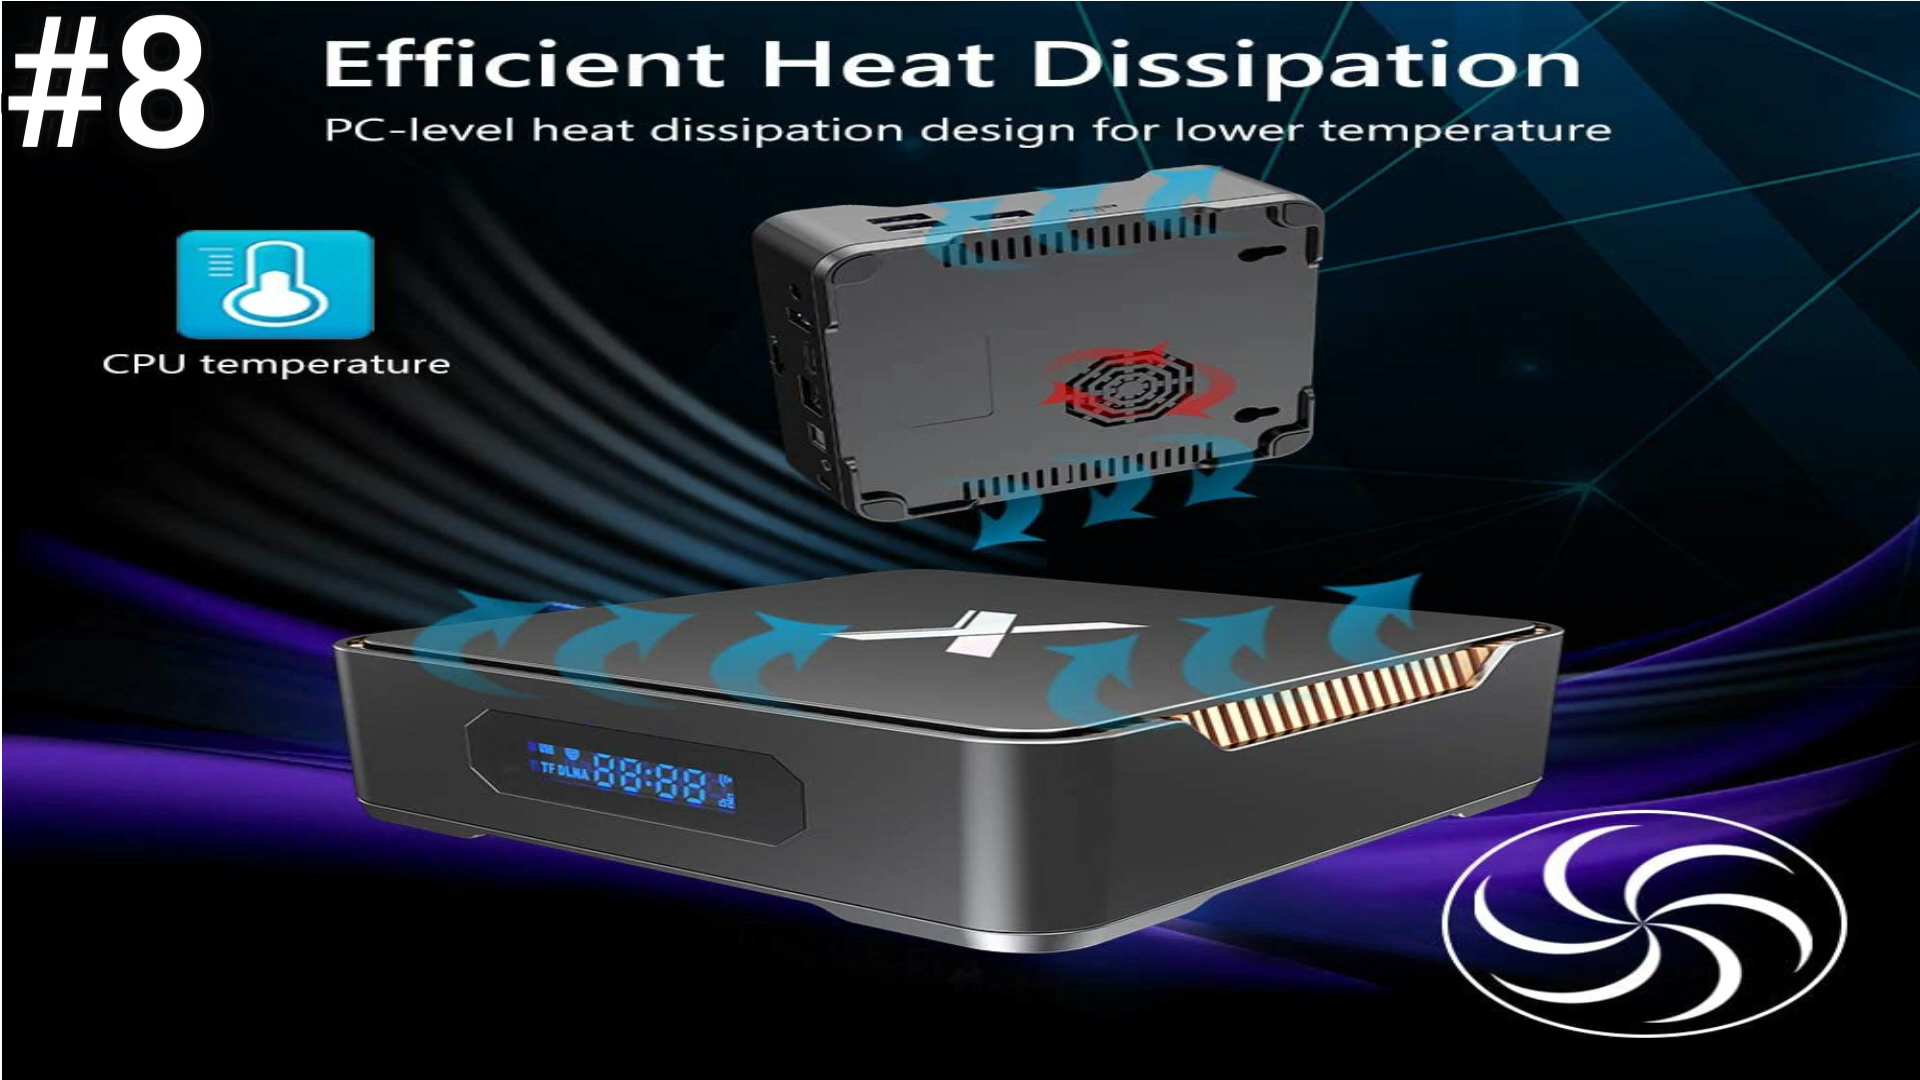 #8
Efficient Heat Dissipation
PC-level heat dissipation design for lower temperature
CPU temperature
TF DLNA 88:88